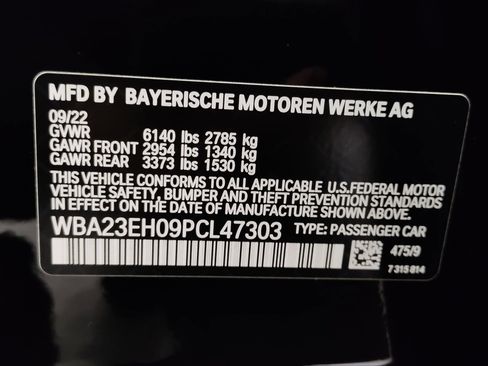 MFD BY BAYERISCHE MOTOREN WERKE AG
09/22
GVWR 6140 lbs 2785 kg
GAWR FRONT 2954 lbs 1340 kg
GAWR REAR 3373 lbs 1530 kg
THIS VEHICLE CONFORMS TO ALL APPLICABLE U.S.FEDERAL MOTOR
VEHICLE SAFETY, BUMPER AND THEFT PREVENTION STANDARDS
IN EFFECT ON THE DATE OF MANUFACTURE SHOWN ABOVE.
WBA23EH09PCL47303 TYPE: PASSENGER CAR
475/9
7 315 814